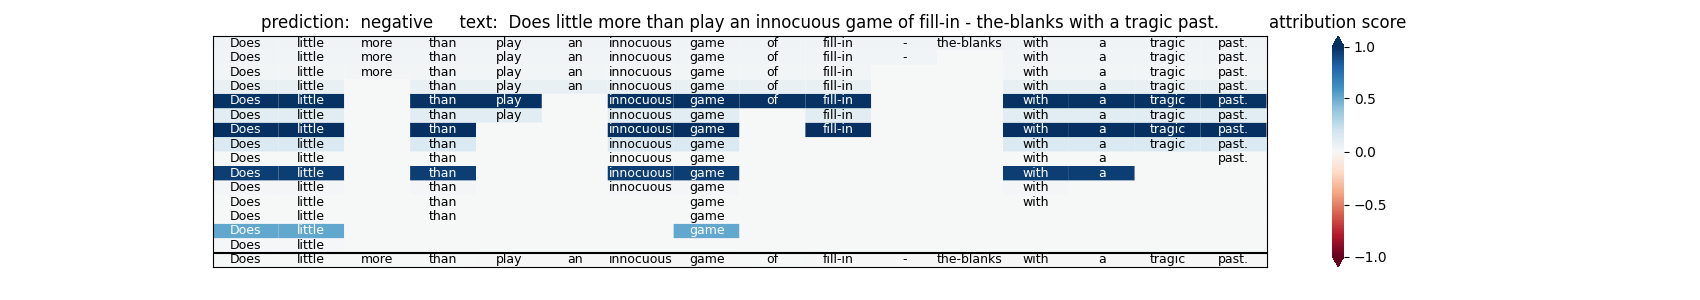 prediction:  negative     text:  Does little more than play an innocuous game of fill-in - the-blanks with a tragic past.     attribution score
Does little more than play an innocuous game of fill-in - the-blanks with a tragic past. 1.0
Does little more than play an innocuous game of fill-in - with a tragic past.
Does little more than play an innocuous game of fill-in with a tragic past.
Does little than play an innocuous game of fill-in with a tragic past.
Does little than play innocuous game of fill-in with a tragic past. 0.5
Does little than play innocuous game fill-in with a tragic past.
Does little than innocuous game fill-in with a tragic past.
Does little than innocuous game with a tragic past.
Does little than innocuous game with a past. 0.0
Does little than innocuous game with a
Does little than innocuous game with
Does little than game with −0.5
Does little than game
Does little game
Does little
Does little more than play an innocuous game of fill-in - the-blanks with a tragic past. −1.0